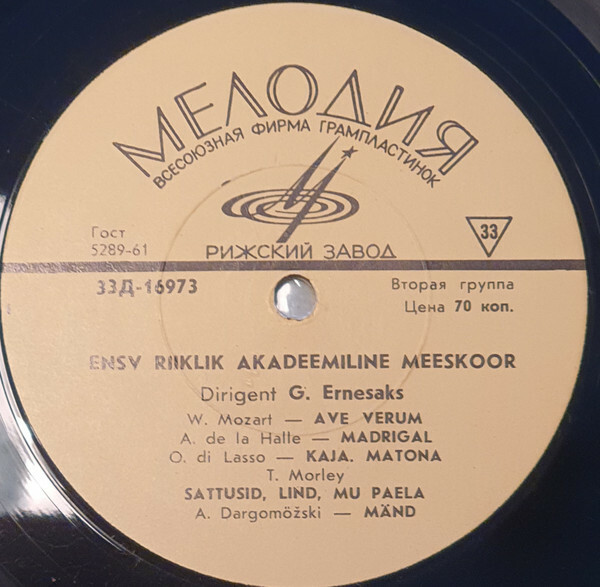 МЕЛОДИЯ
ВСЕСОЮЗНАЯ ФИРМА ГРАМПЛАСТИНОК
Гост
5289-61
33
РИЖСКИЙ ЗАВОД
33Д-16973
Вторая группа
Цена 70 коп.
ENSV RIIKLIK AKADEEMILINE MEESKOOR
Dirigent G. Ernesaks
W. Mozart — AVE VERUM
A. de la Halle — MADRIGAL
O. di Lasso — KAJA. MATONA
T. Morley
SATTUSID, LIND, MU PAELA
A. Dargomõžski — MÄND